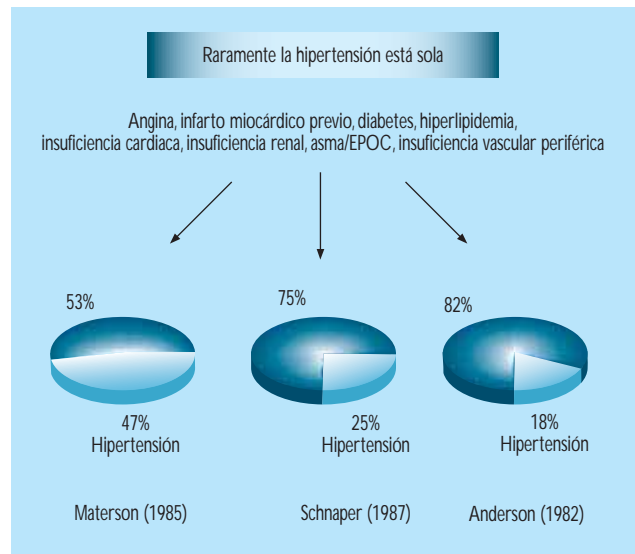 Raramente la hipertensión está sola
Angina, infarto miocárdico previo, diabetes, hiperlipidemia,
insuficiencia cardiaca, insuficiencia renal, asma/EPOC, insuficiencia vascular periférica
53%
75%
82%
47%
Hipertensión
25%
Hipertensión
18%
Hipertensión
Materson (1985)
Schnaper (1987)
Anderson (1982)